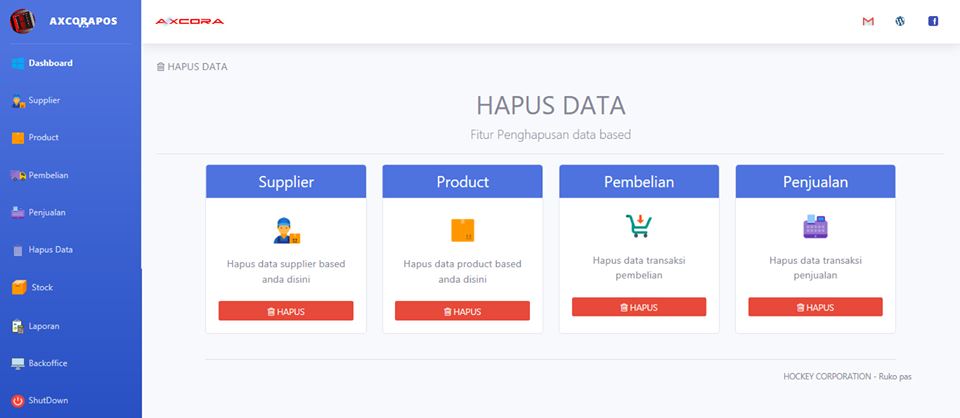 AXCORAPOS
V.3
Dashboard
Supplier
Product
Pembelian
Penjualan
Hapus Data
Stock
Laporan
Backoffice
ShutDown
AXCORA
HAPUS DATA
HAPUS DATA
Fitur Penghapusan data based
Supplier
Hapus data supplier based
anda disini
HAPUS
Product
Hapus data product based
anda disini
HAPUS
Pembelian
Hapus data transaksi
pembelian
HAPUS
Penjualan
Hapus data transaksi
penjualan
HAPUS
HOCKEY CORPORATION - Ruko pas